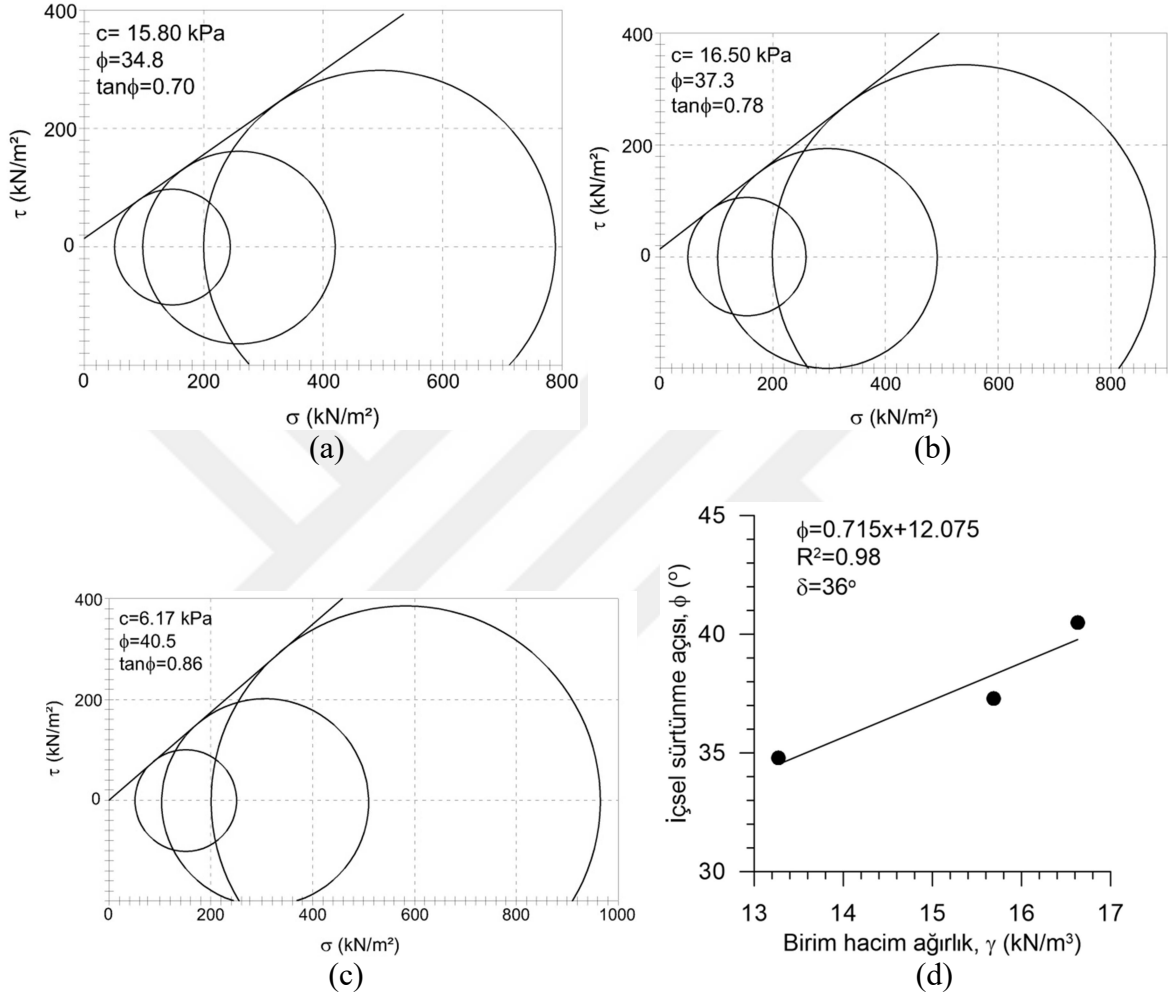 400
c= 15.80 kPa
ϕ=34.8
tanϕ=0.70
200
τ (kN/m²)
0
0 200 400 600 800
σ (kN/m²)
(a)
400
c= 16.50 kPa
ϕ=37.3
tanϕ=0.78
200
τ (kN/m²)
0
0 200 400 600 800
σ (kN/m²)
(b)
400
c=6.17 kPa
ϕ=40.5
tanϕ=0.86
200
τ (kN/m²)
0
0 200 400 600 800 1000
σ (kN/m²)
(c)
45
ϕ=0.715x+12.075
R²=0.98
δ=36°
İçsel sürtünme açısı, ϕ (°)
40
35
30
13 14 15 16 17
Birim hacim ağırlık, γ (kN/m³)
(d)